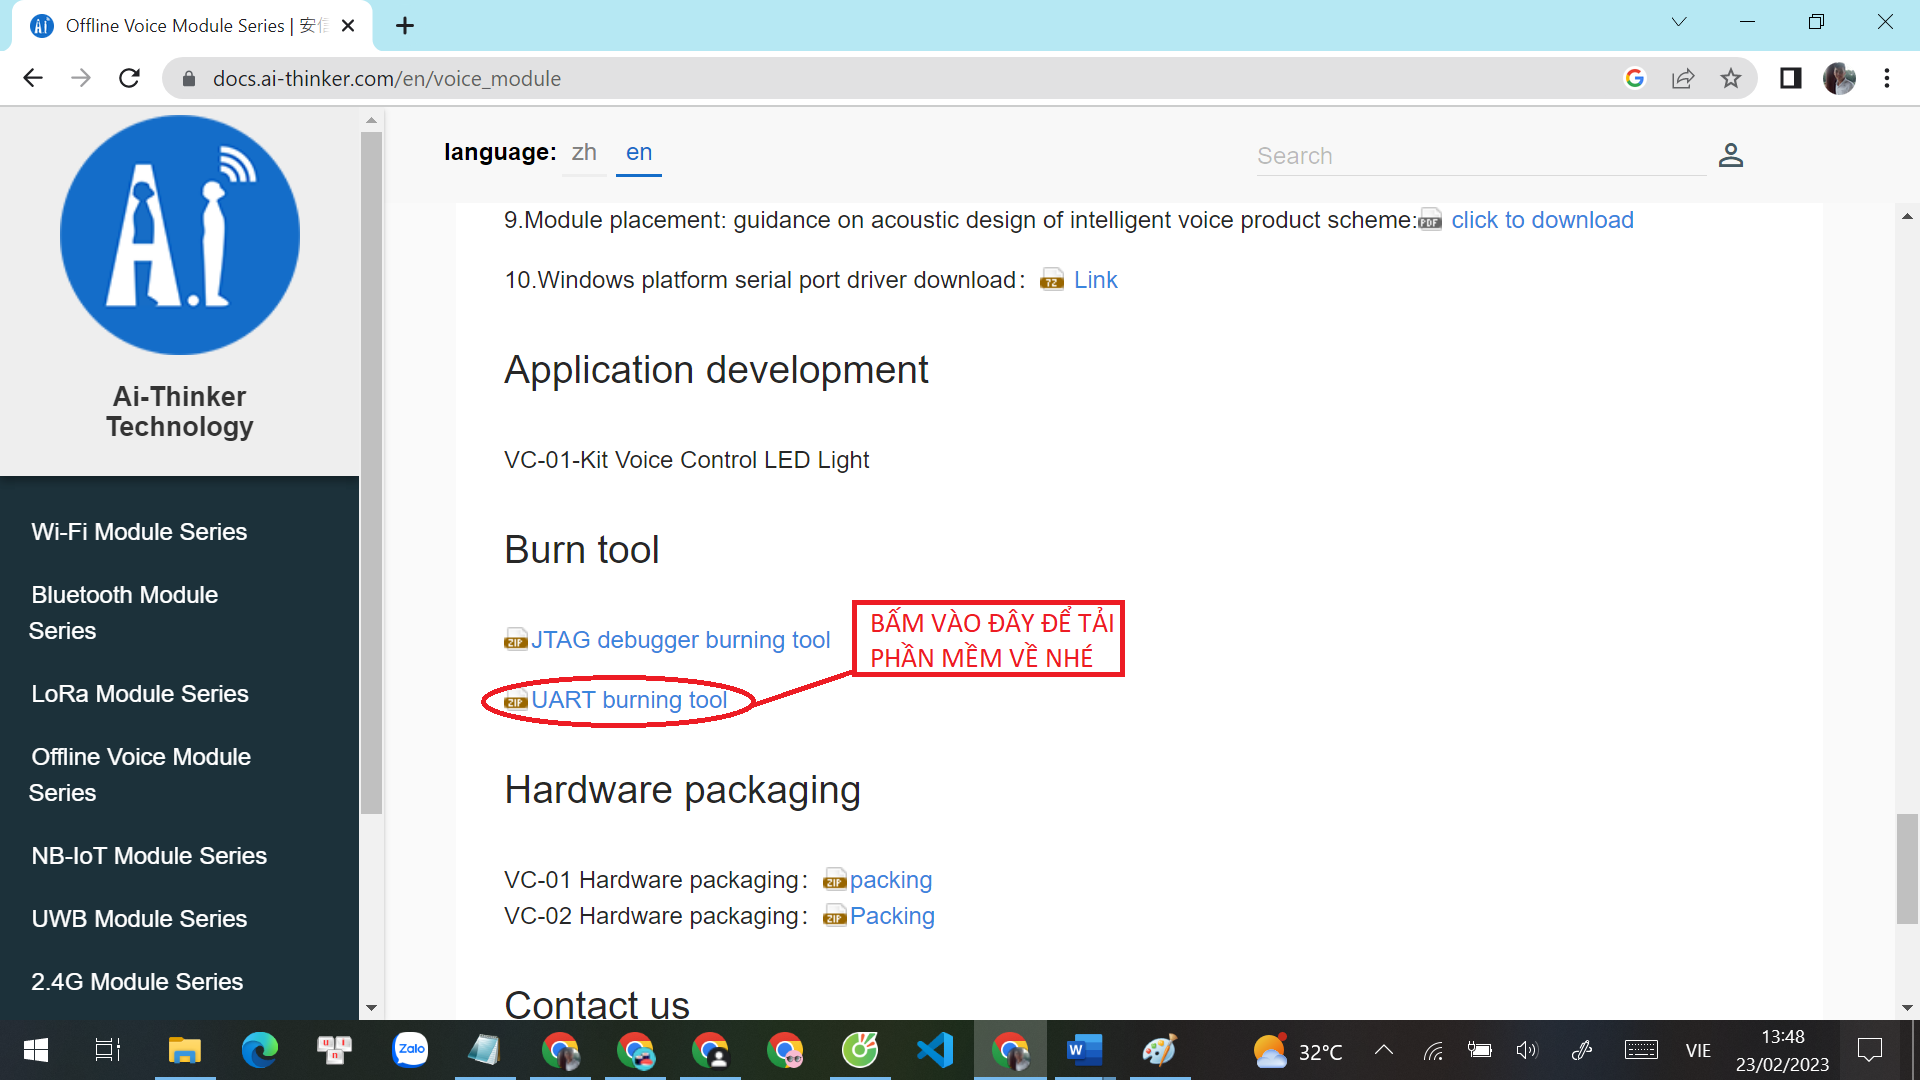 Offline Voice Module Series | 安信
docs.ai-thinker.com/en/voice_module
language: zh en
Search
Ai-Thinker
Technology
Wi-Fi Module Series
Bluetooth Module
Series
LoRa Module Series
Offline Voice Module
Series
NB-IoT Module Series
UWB Module Series
2.4G Module Series
9.Module placement: guidance on acoustic design of intelligent voice product scheme: click to download
10.Windows platform serial port driver download： Link
Application development
VC-01-Kit Voice Control LED Light
Burn tool
JTAG debugger burning tool
BẤM VÀO ĐÂY ĐỂ TẢI
PHẦN MỀM VỀ NHÉ
UART burning tool
Hardware packaging
VC-01 Hardware packaging： packing
VC-02 Hardware packaging： Packing
Contact us
Zalo
32°C
VIE
13:48
23/02/2023